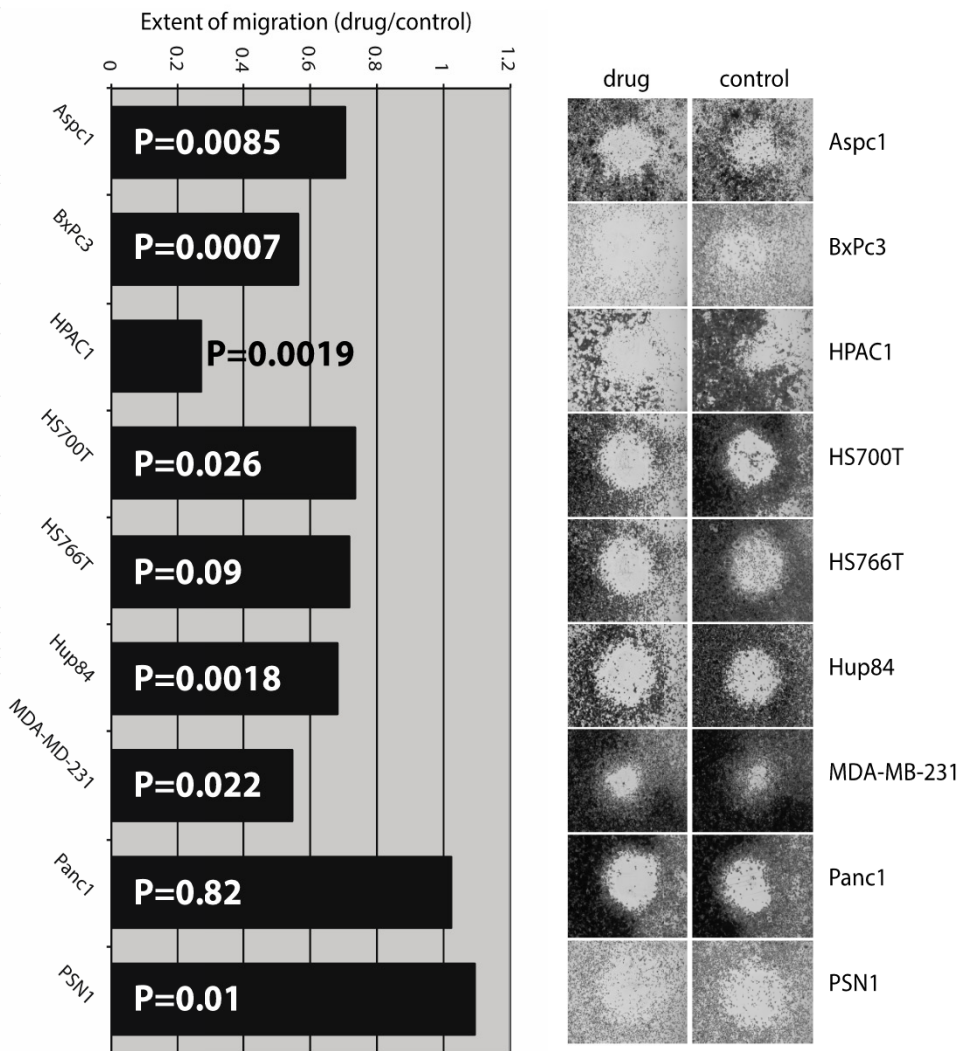 Extent of migration (drug/control)
0 0.2 0.4 0.6 0.8 1 1.2
Aspc1 P=0.0085
BxPc3 P=0.0007
HPAC1 P=0.0019
HS700T P=0.026
HS766T P=0.09
Hup84 P=0.0018
MDA-MD-231 P=0.022
Panc1 P=0.82
PSN1 P=0.01
drug control
Aspc1
BxPc3
HPAC1
HS700T
HS766T
Hup84
MDA-MB-231
Panc1
PSN1